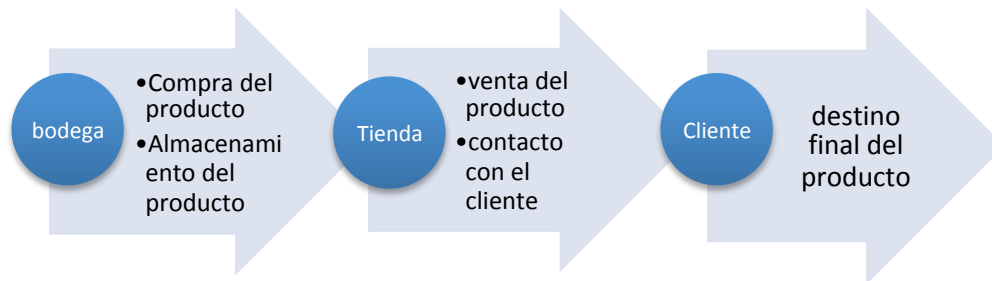 bodega
•Compra del
producto
•Almacenami
ento del
producto
Tienda
•venta del
producto
•contacto
con el
cliente
Cliente
destino
final del
producto